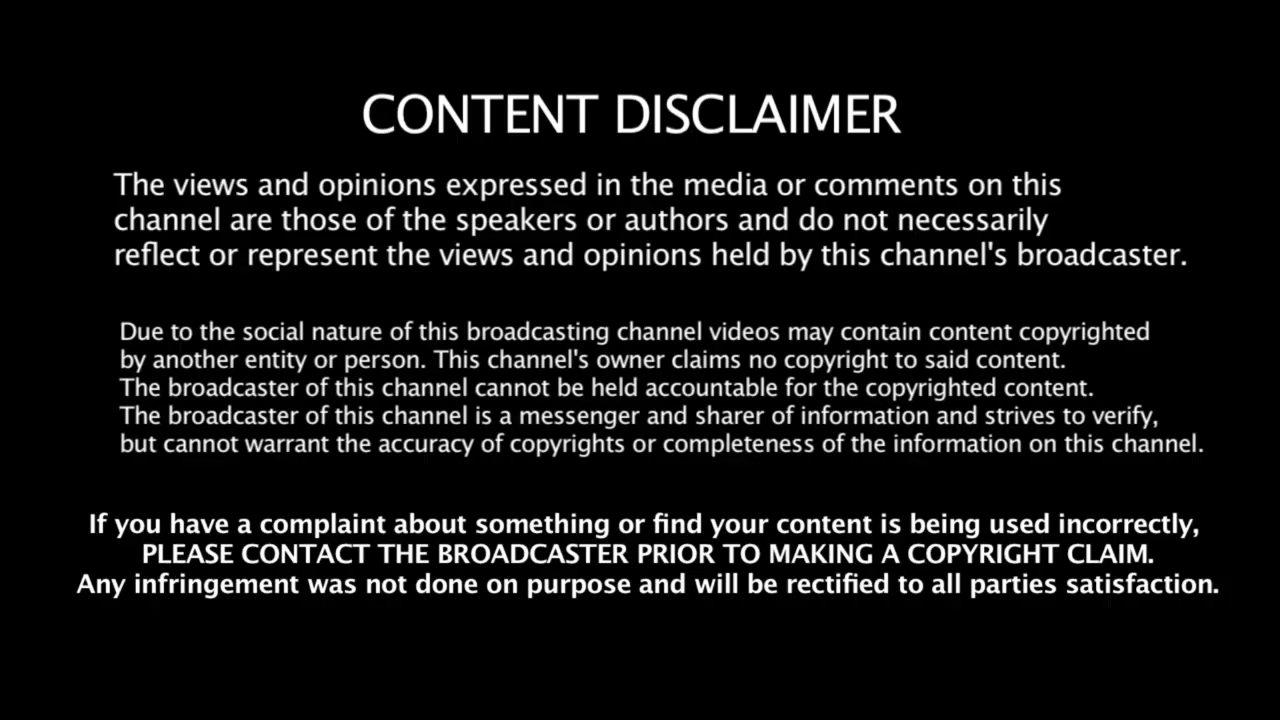 CONTENT DISCLAIMER
The views and opinions expressed in the media or comments on this
channel are those of the speakers or authors and do not necessarily
reflect or represent the views and opinions held by this channel's broadcaster.
Due to the social nature of this broadcasting channel videos may contain content copyrighted
by another entity or person. This channel's owner claims no copyright to said content.
The broadcaster of this channel cannot be held accountable for the copyrighted content.
The broadcaster of this channel is a messenger and sharer of information and strives to verify,
but cannot warrant the accuracy of copyrights or completeness of the information on this channel.
If you have a complaint about something or find your content is being used incorrectly,
PLEASE CONTACT THE BROADCASTER PRIOR TO MAKING A COPYRIGHT CLAIM.
Any infringement was not done on purpose and will be rectified to all parties satisfaction.